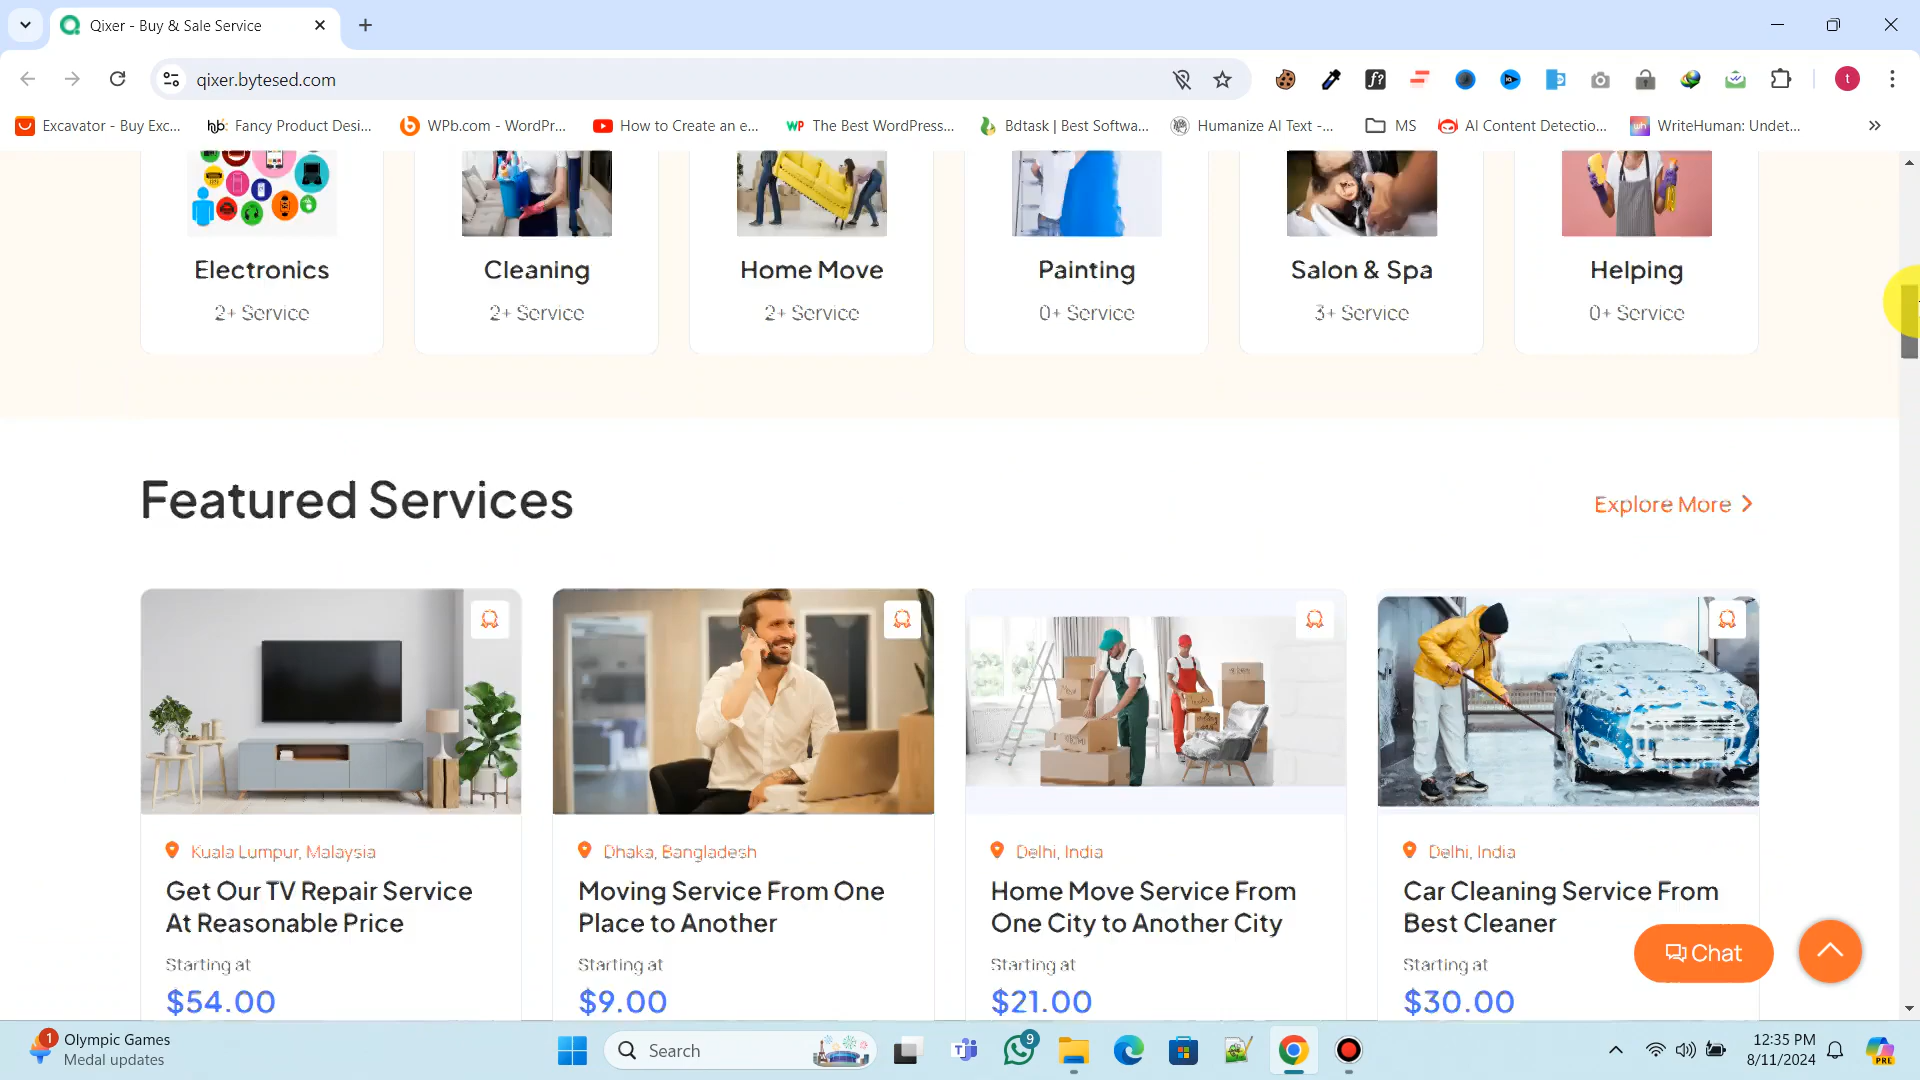 Qixer - Buy & Sale Service
qixer.bytesed.com
Excavator - Buy Exc...
Fancy Product Desi...
WPb.com - WordPr...
How to Create an e...
The Best WordPress...
Bdtask | Best Softwa...
Humanize AI Text -...
MS
AI Content Detectio...
WriteHuman: Undet...
Electronics
Cleaning
Home Move
Painting
Salon & Spa
Helping
2+ Service
2+ Service
2+ Service
0+ Service
3+ Service
0+ Service
Featured Services
Explore More
Kuala Lumpur, Malaysia
Get Our TV Repair Service
At Reasonable Price
Starting at
$54.00
Dhaka, Bangladesh
Moving Service From One
Place to Another
Starting at
$9.00
Delhi, India
Home Move Service From
One City to Another City
Starting at
$21.00
Delhi, India
Car Cleaning Service From
Best Cleaner
Starting at
$30.00
Chat
1
Olympic Games
Medal updates
Search
9
12:35 PM
8/11/2024
PRE